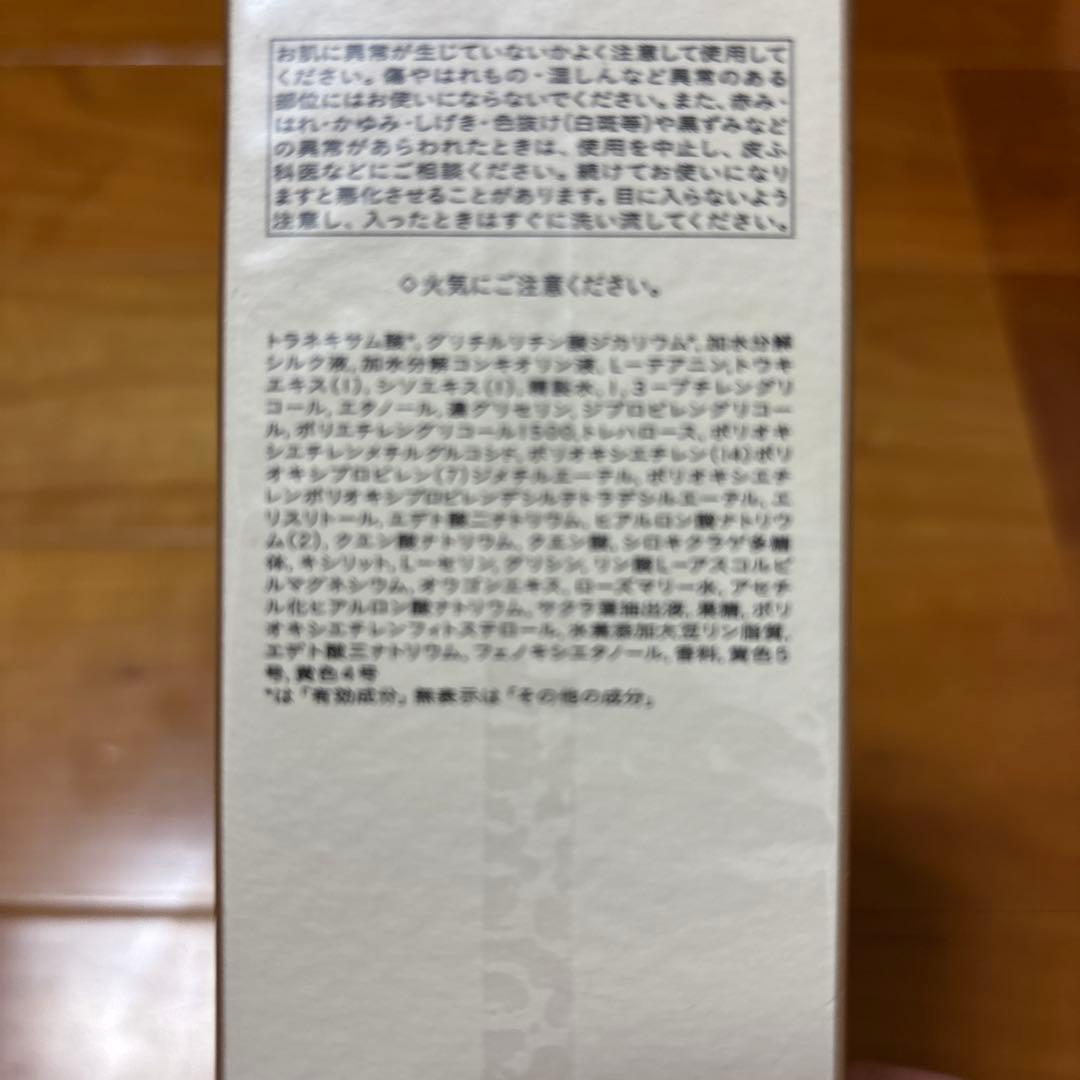 お肌に異常が生じていないかよく注意して使用して
ください。傷やはれもの・湿しんなど異常のある
部位にはお使いにならないでください。また、赤み・
はれ・かゆみ・しげき・色抜け(白斑等)や黒ずみなど
の異常があらわれたときは、使用を中止し、皮ふ
科医などにご相談ください。続けてお使いになり
ますと悪化させることがあります。目に入らないよう
注意し、入ったときはすぐに洗い流してください。
◇火気にご注意ください。
トラネキサム酸*, グリチルリチン酸ジカリウム*, 加水分解
シルク液, 加水分解コンキオリン液, L－テアニン, トウキ
エキス(1), シソエキス(1), 精製水, 1, 3－ブチレングリ
コール, エタノール, 濃グリセリン, ジプロピレングリコー
ル, ポリエチレングリコール1500, トレハロース, ポリオキ
シエチレンメチルグルコシド, ポリオキシエチレン(14)ポリ
オキシプロピレン(7)ジメチルエーテル, ポリオキシエチ
レンポリオキシプロピレンデシルテトラデシルエーテル, エ
リスリトール, エデト酸二ナトリウム, ヒアルロン酸ナトリウ
ム(2), クエン酸ナトリウム, クエン酸, シロキクラゲ多糖
体, キシリット, L－セリン, グリシン, リン酸L－アスコルビ
ルマグネシウム, オウゴンエキス, ローズマリー水, アセチ
ル化ヒアルロン酸ナトリウム, サクラ葉抽出液, 果糖, ポリ
オキシエチレンフィトステロール, 水素添加大豆リン脂質,
エデト酸三ナトリウム, フェノキシエタノール, 香料, 黄色5
号, 黄色4号
*は「有効成分」無表示は「その他の成分」